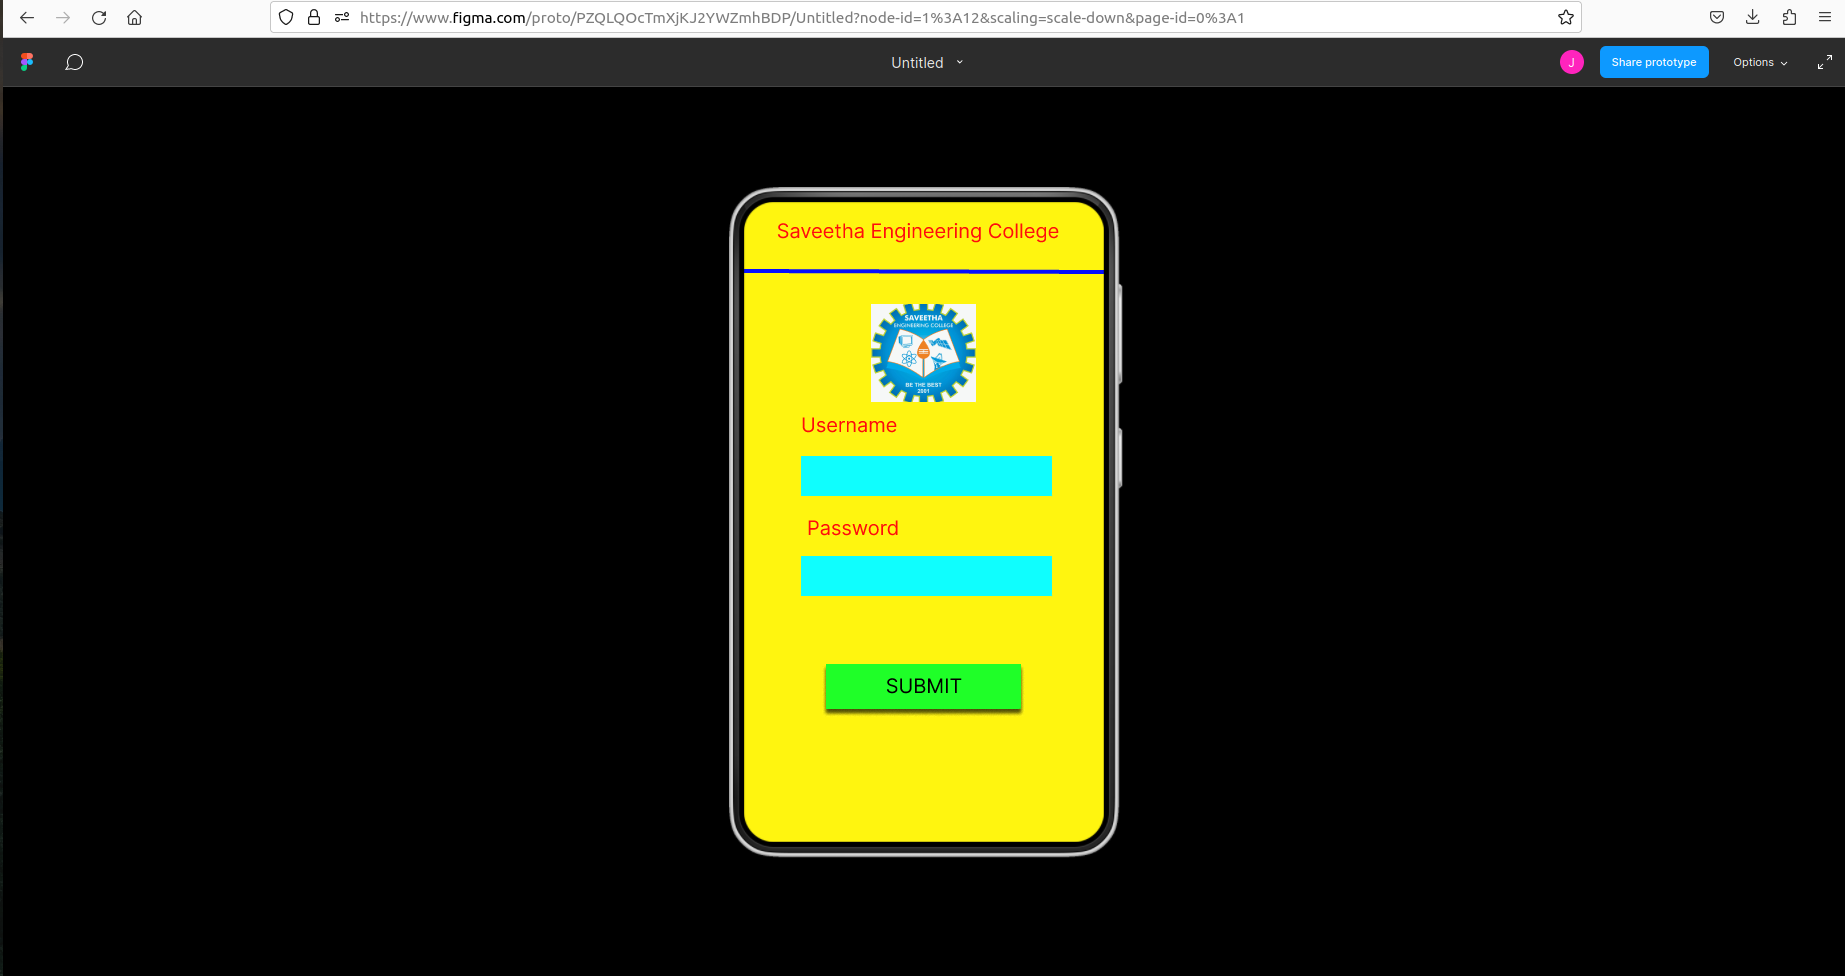 https://www.figma.com/proto/PZQLQOcTmXjKJ2YWZmhBDP/Untitled?node-id=1%3A12&scaling=scale-down&page-id=0%3A1
Untitled
J
Share prototype
Options
Saveetha Engineering College
SAVEETHA
ENGINEERING COLLEGE
BE THE BEST
2001
Username
Password
SUBMIT